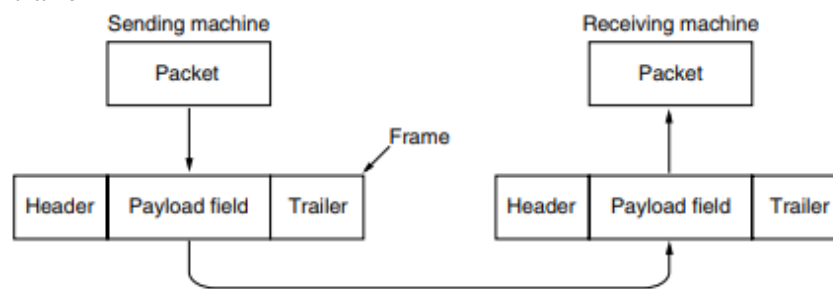 Sending machine
Receiving machine
Packet
Packet
Frame
Header
Payload field
Trailer
Header
Payload field
Trailer